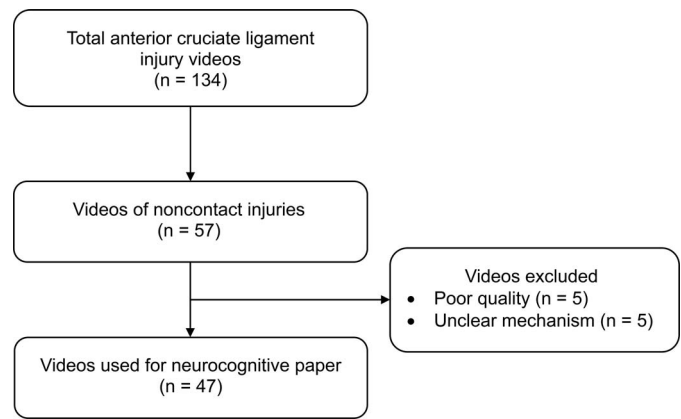 Total anterior cruciate ligament
injury videos
(n = 134)
Videos of noncontact injuries
(n = 57)
Videos excluded
• Poor quality (n = 5)
• Unclear mechanism (n = 5)
Videos used for neurocognitive paper
(n = 47)